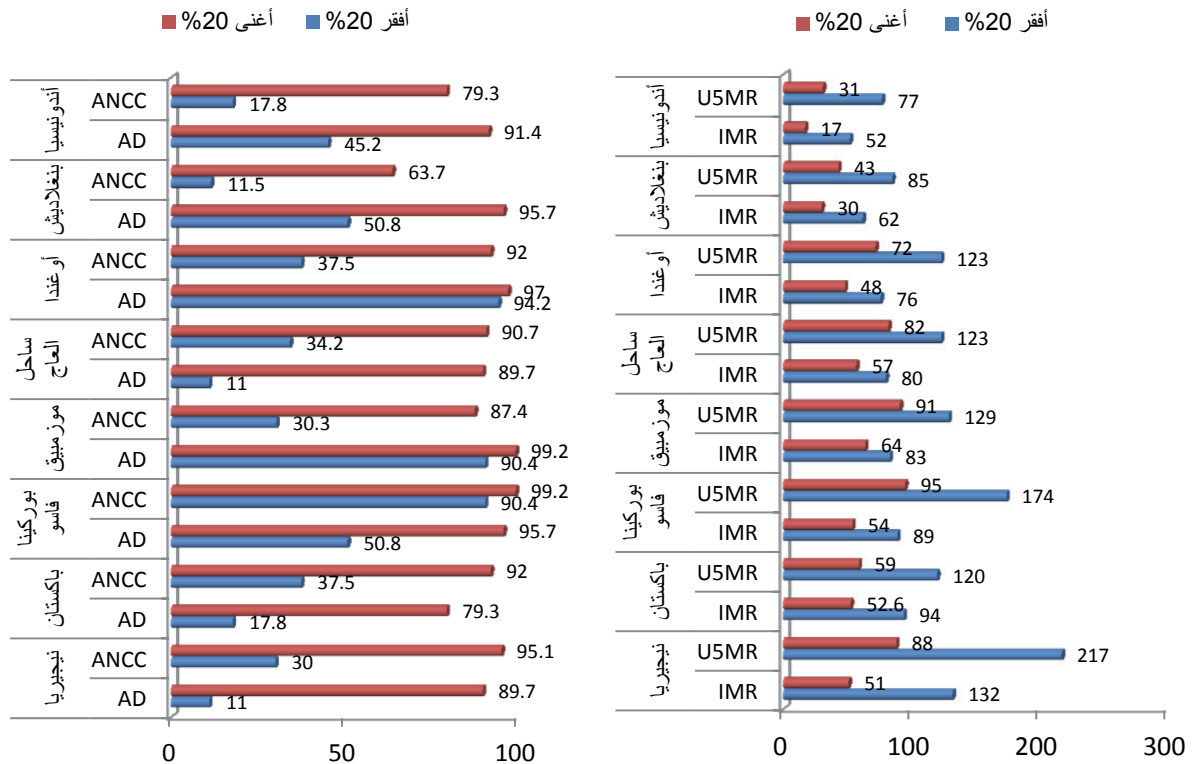 أغنى 20% أفقر 20%
أندونيسيا
ANCC 79.3 17.8
AD 91.4 45.2
بنغلاديش
ANCC 63.7 11.5
AD 95.7 50.8
أوغندا
ANCC 92 37.5
AD 97 94.2
ساحل العاج
ANCC 90.7 34.2
AD 89.7 11
موزمبيق
ANCC 87.4 30.3
AD 99.2 90.4
بوركينا فاسو
ANCC 99.2 90.4
AD 95.7 50.8
باكستان
ANCC 92 37.5
AD 79.3 17.8
نيجيريا
ANCC 95.1 30
AD 89.7 11
0 50 100
أغنى 20% أفقر 20%
أندونيسيا
U5MR 31 77
IMR 17 52
بنغلاديش
U5MR 43 85
IMR 30 62
أوغندا
U5MR 72 123
IMR 48 76
ساحل العاج
U5MR 82 123
IMR 57 80
موزمبيق
U5MR 91 129
IMR 64 83
بوركينا فاسو
U5MR 95 174
IMR 54 89
باكستان
U5MR 59 120
IMR 52.6 94
نيجيريا
U5MR 88 217
IMR 51 132
0 100 200 300